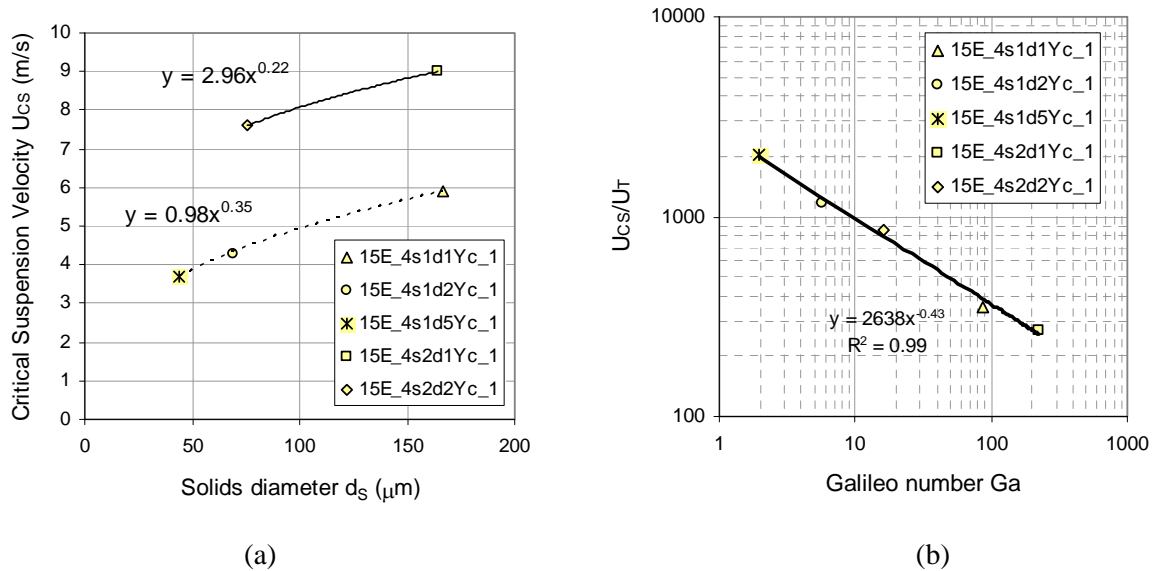 10
9
8
7
6
5
4
3
2
1
0
Critical Suspension Velocity UCS (m/s)
y = 2.96x^0.22
y = 0.98x^0.35
15E_4s1d1Yc_1
15E_4s1d2Yc_1
15E_4s1d5Yc_1
15E_4s2d1Yc_1
15E_4s2d2Yc_1
0 50 100 150 200
Solids diameter dS (μm)
(a)
10000
1000
100
UCS/UT
15E_4s1d1Yc_1
15E_4s1d2Yc_1
15E_4s1d5Yc_1
15E_4s2d1Yc_1
15E_4s2d2Yc_1
y = 2638x^-0.43
R² = 0.99
1 10 100 1000
Galileo number Ga
(b)